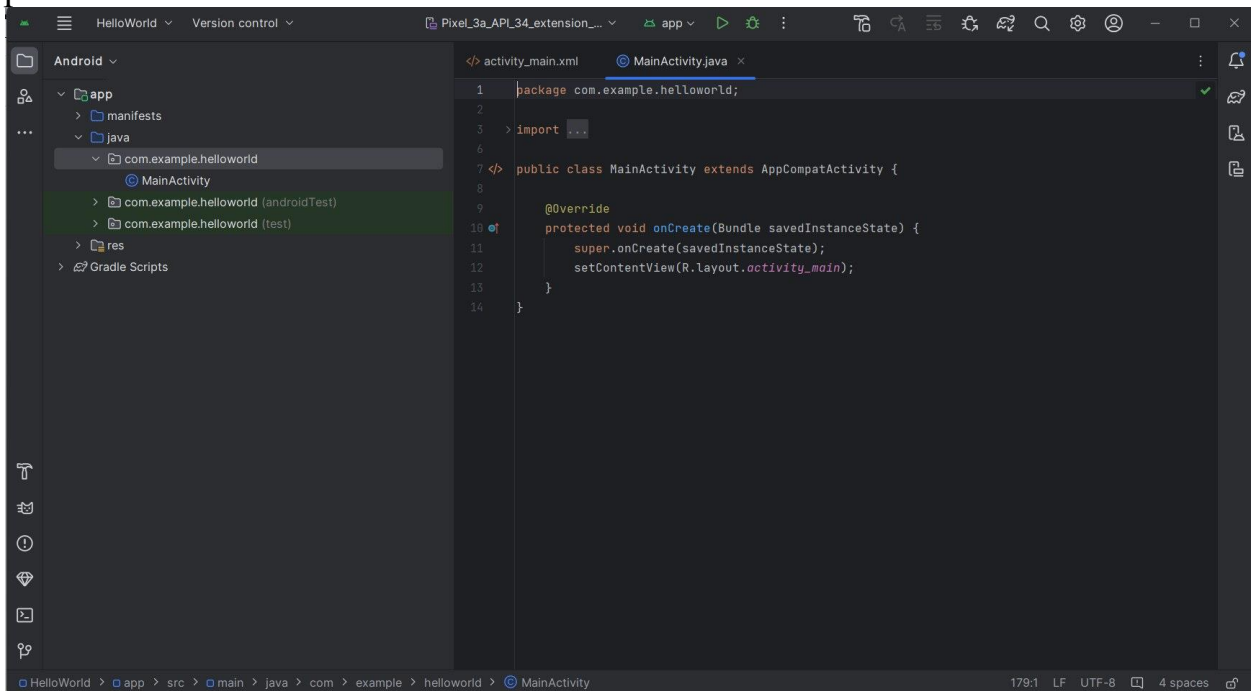 HelloWorld Version control Pixel_3a_API_34_extension_... app
Android
app
manifests
java
com.example.helloworld
MainActivity
com.example.helloworld (androidTest)
com.example.helloworld (test)
res
Gradle Scripts
activity_main.xml MainActivity.java
1 package com.example.helloworld;
2
3 import ...
6
7 public class MainActivity extends AppCompatActivity {
8
9 @Override
10 protected void onCreate(Bundle savedInstanceState) {
11 super.onCreate(savedInstanceState);
12 setContentView(R.layout.activity_main);
13 }
14 }
HelloWorld > app > src > main > java > com > example > helloworld > MainActivity 179:1 LF UTF-8 4 spaces